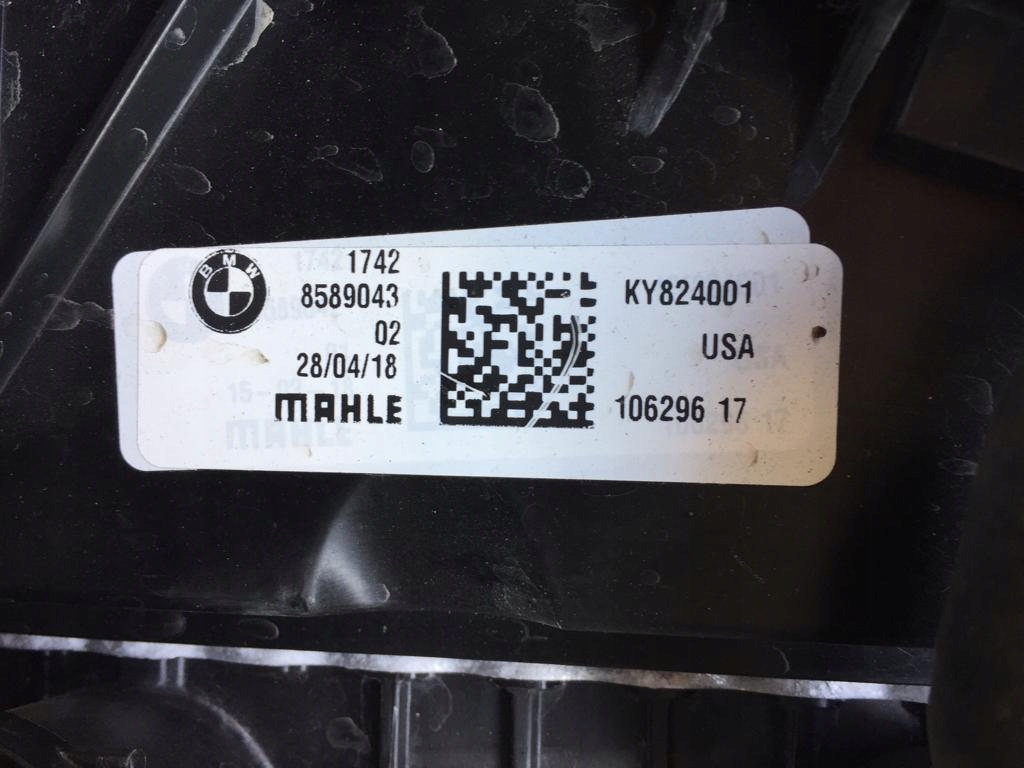 BMW
1742
8589043
02
28/04/18
MAHLE
KY824001
USA
106296 17